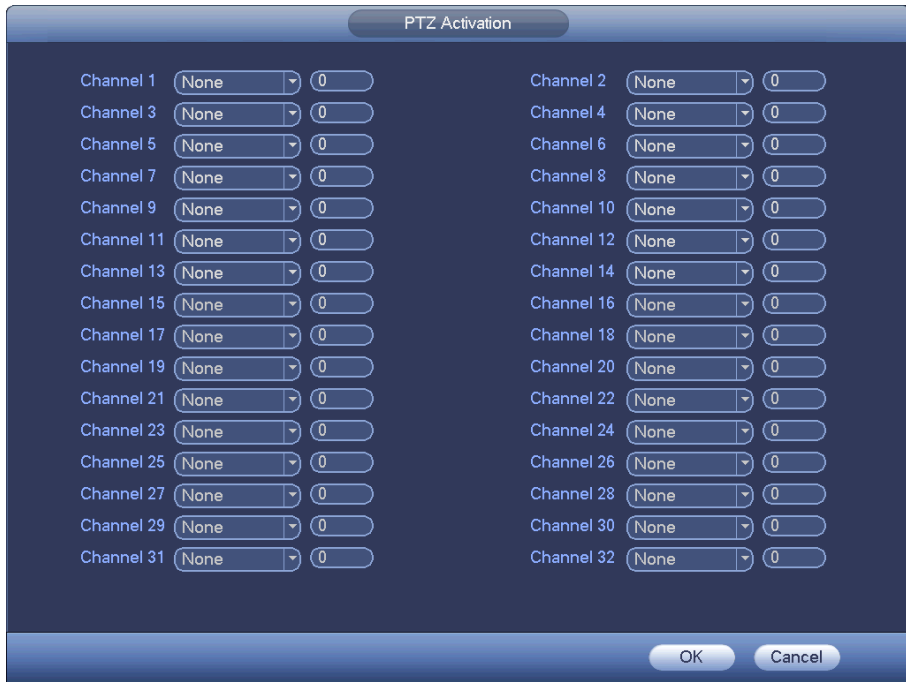 PTZ Activation
Channel 1 None 0 Channel 2 None 0
Channel 3 None 0 Channel 4 None 0
Channel 5 None 0 Channel 6 None 0
Channel 7 None 0 Channel 8 None 0
Channel 9 None 0 Channel 10 None 0
Channel 11 None 0 Channel 12 None 0
Channel 13 None 0 Channel 14 None 0
Channel 15 None 0 Channel 16 None 0
Channel 17 None 0 Channel 18 None 0
Channel 19 None 0 Channel 20 None 0
Channel 21 None 0 Channel 22 None 0
Channel 23 None 0 Channel 24 None 0
Channel 25 None 0 Channel 26 None 0
Channel 27 None 0 Channel 28 None 0
Channel 29 None 0 Channel 30 None 0
Channel 31 None 0 Channel 32 None 0
OK Cancel